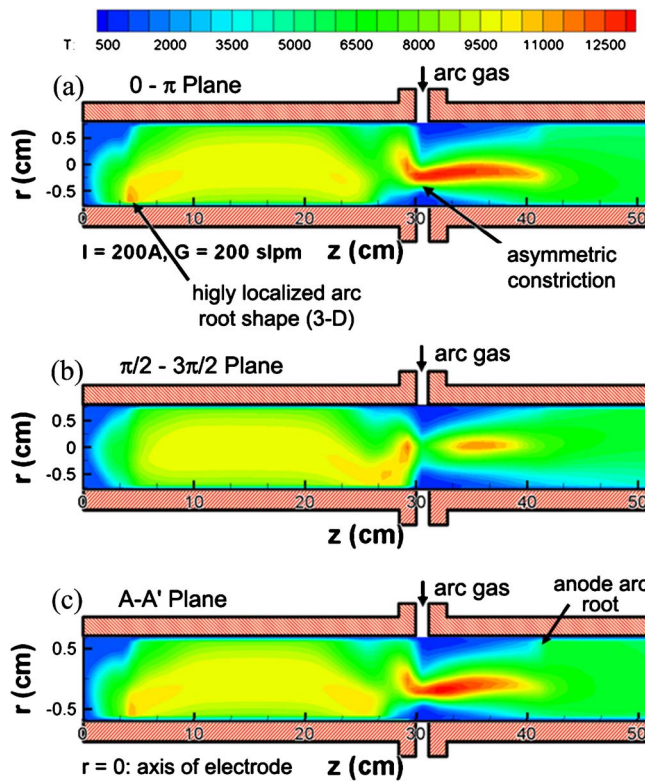 T: 500 2000 3500 5000 6500 8000 9500 11000 12500
(a) 0 - π Plane
arc gas
r (cm)
0.5
0
-0.5
0 10 20 30 40 50
I = 200A, G = 200 slpm
z (cm)
higly localized arc
root shape (3-D)
asymmetric
constriction
(b) π/2 - 3π/2 Plane
arc gas
r (cm)
0.5
0
-0.5
0 10 20 30 40 50
z (cm)
(c) A-A' Plane
arc gas
anode arc
root
r (cm)
0.5
-0.5
0 10 20 30 40 50
r = 0: axis of electrode
z (cm)